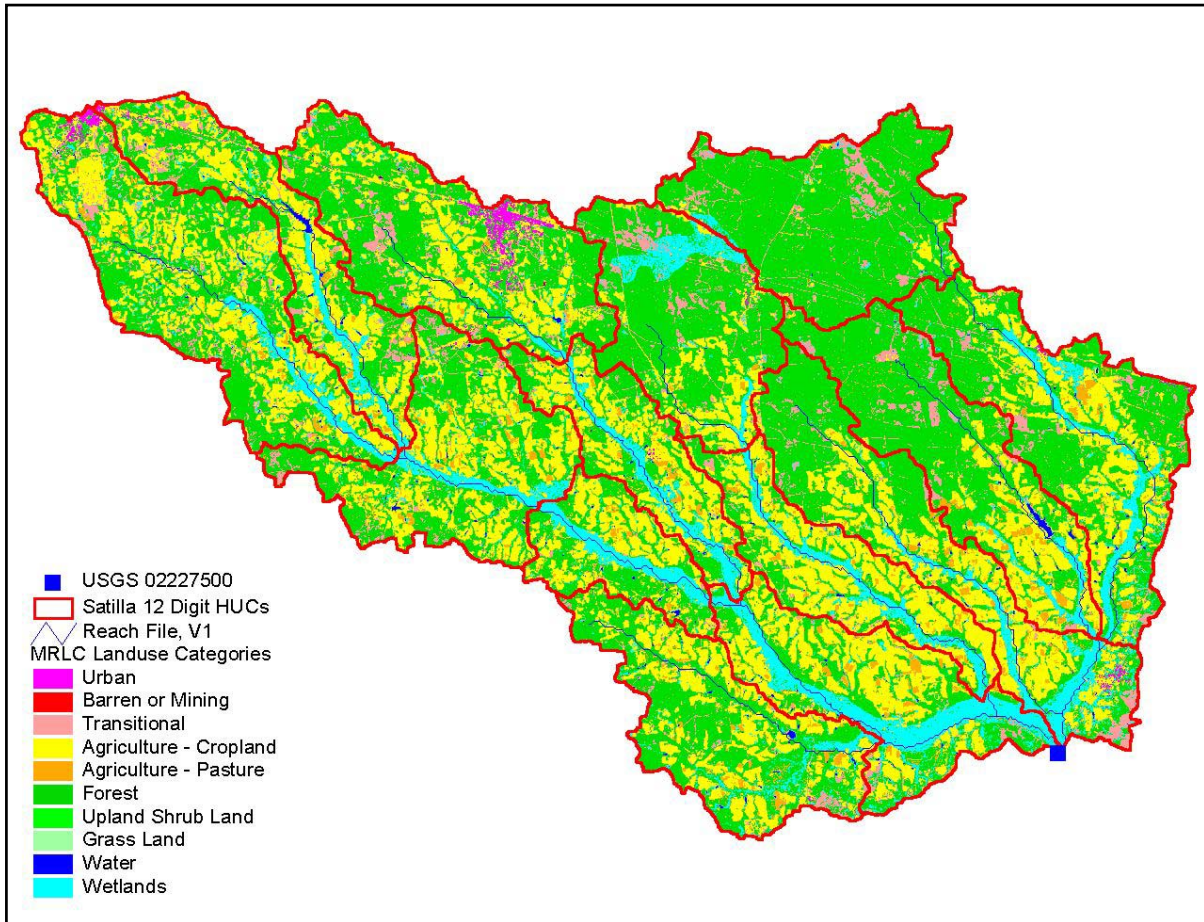 USGS 02227500
Satilla 12 Digit HUCs
Reach File, V1
MRLC Landuse Categories
Urban
Barren or Mining
Transitional
Agriculture - Cropland
Agriculture - Pasture
Forest
Upland Shrub Land
Grass Land
Water
Wetlands